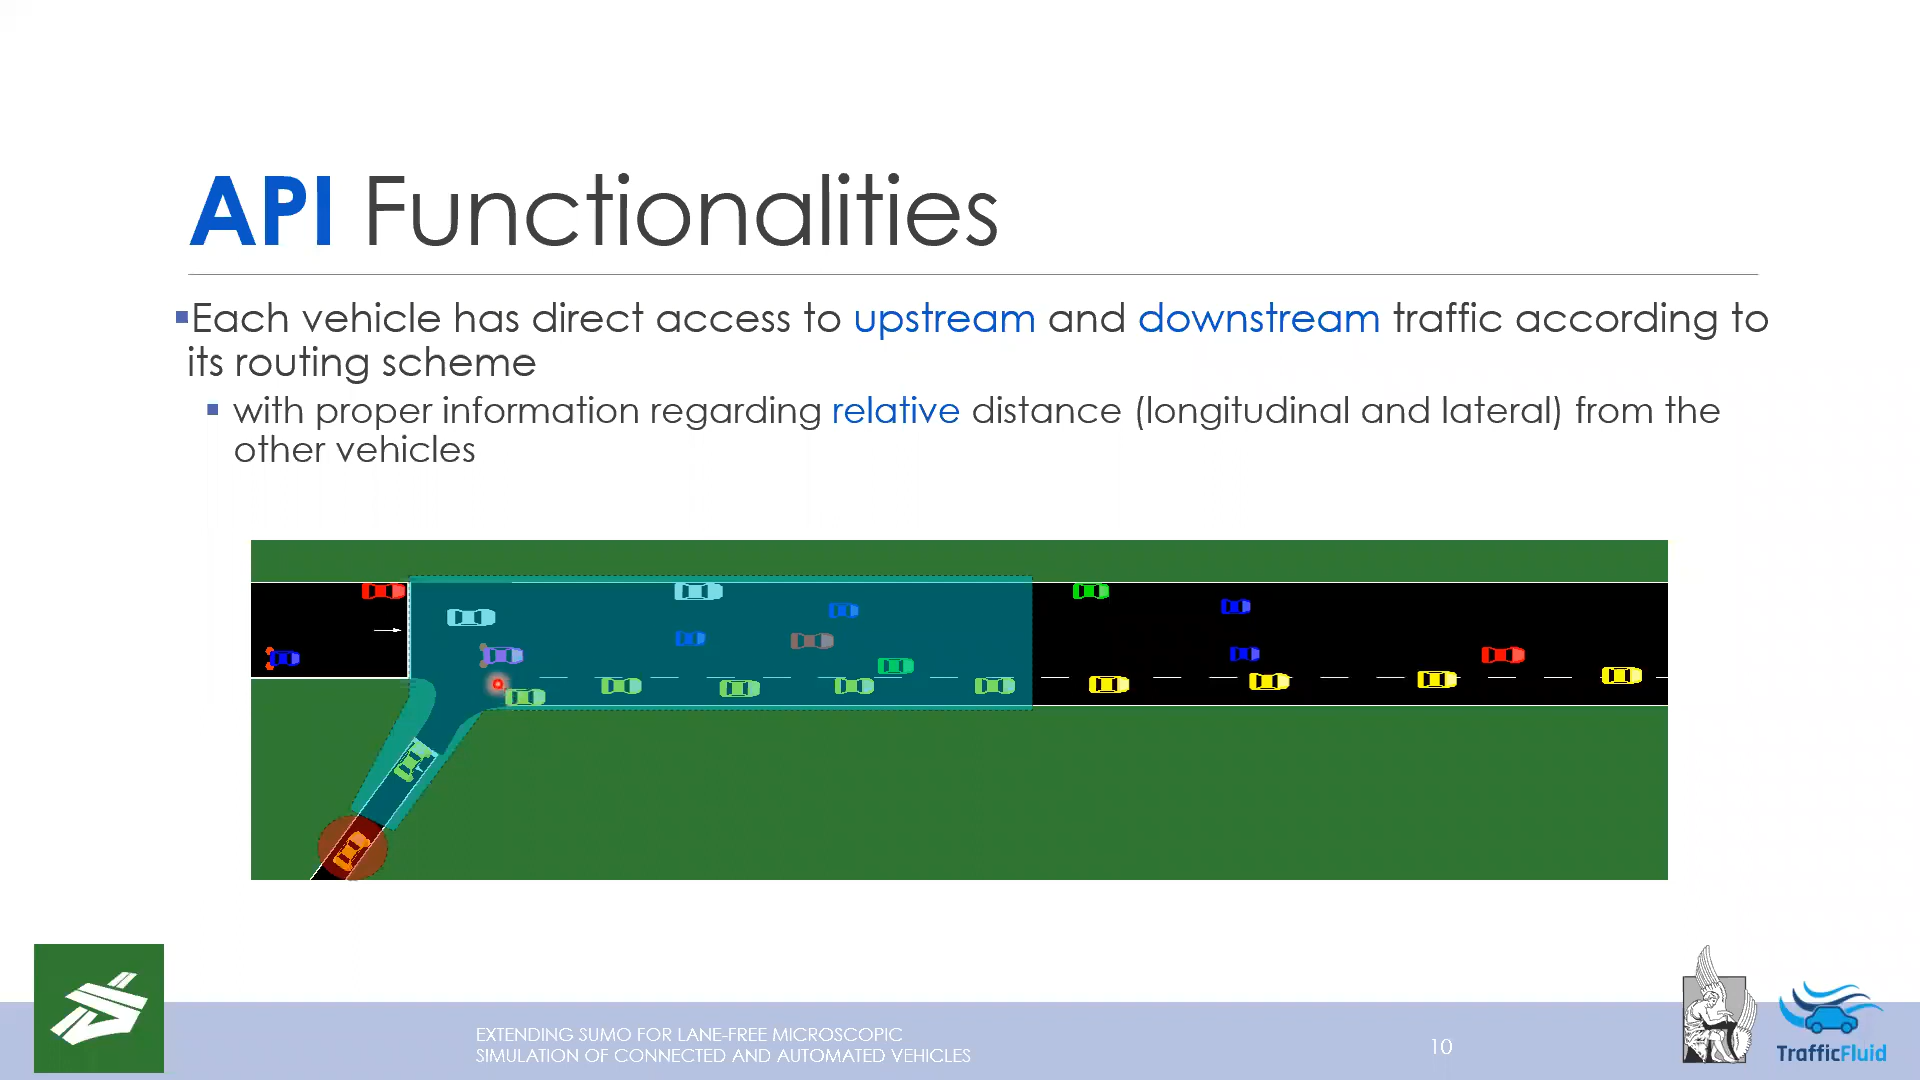 API Functionalities
Each vehicle has direct access to upstream and downstream traffic according to
its routing scheme
with proper information regarding relative distance (longitudinal and lateral) from the
other vehicles
EXTENDING SUMO FOR LANE-FREE MICROSCOPIC
SIMULATION OF CONNECTED AND AUTOMATED VEHICLES
10
TrafficFluid